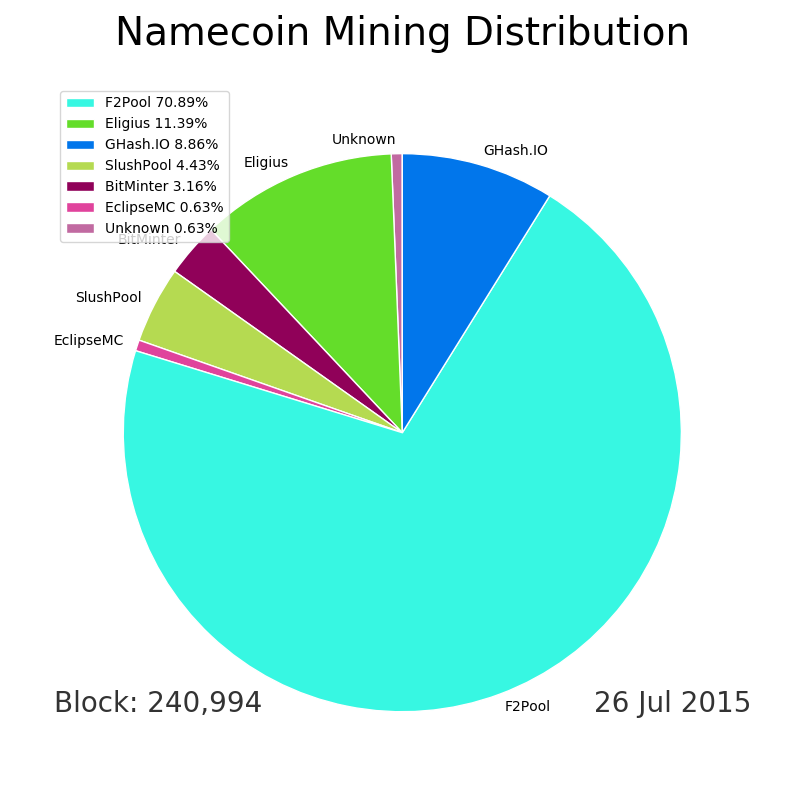 Namecoin Mining Distribution
F2Pool 70.89%
Eligius 11.39%
GHash.IO 8.86%
SlushPool 4.43%
BitMinter 3.16%
EclipseMC 0.63%
Unknown 0.63%
Unknown
GHash.IO
Eligius
BitMinter
SlushPool
EclipseMC
F2Pool
Block: 240,994
26 Jul 2015